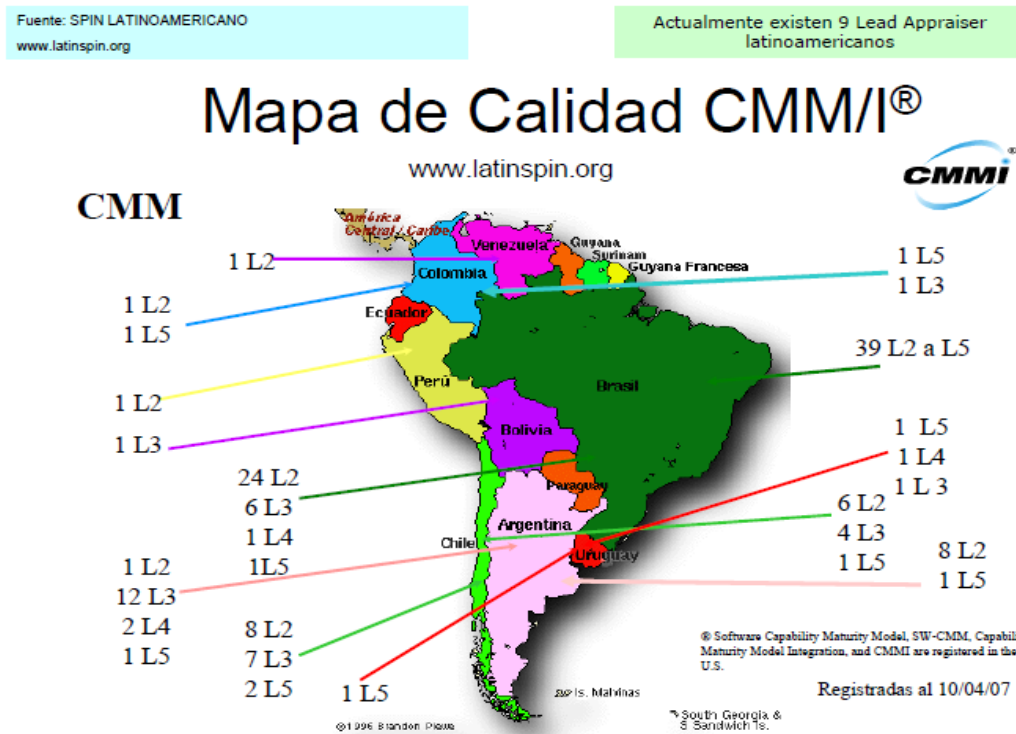 Fuente: SPIN LATINOAMERICANO
www.latinspin.org
Actualmente existen 9 Lead Appraiser
latinoamericanos
Mapa de Calidad CMM/I®
www.latinspin.org
CMMI®
CMM
América
Central / Caribe
Venezuela
Guyana
Surinam
Guyana Francesa
Colombia
Ecuador
Perú
Brasil
Bolivia
Paraguay
Argentina
Chile
Uruguay
Is. Malvinas
South Georgia &
S Sandwich Is.
1 L2
1 L2
1 L5
1 L2
1 L3
24 L2
6 L3
1 L4
1L5
1 L2
12 L3
2 L4
1 L5
8 L2
7 L3
2 L5
1 L5
1 L5
1 L3
39 L2 a L5
1 L5
1 L4
1 L 3
6 L2
4 L3
1 L5
8 L2
1 L5
® Software Capability Maturity Model, SW-CMM, Capabili
Maturity Model Integration, and CMMI are registered in the
U.S.
Registradas al 10/04/07
©1996 Brandon Plewe